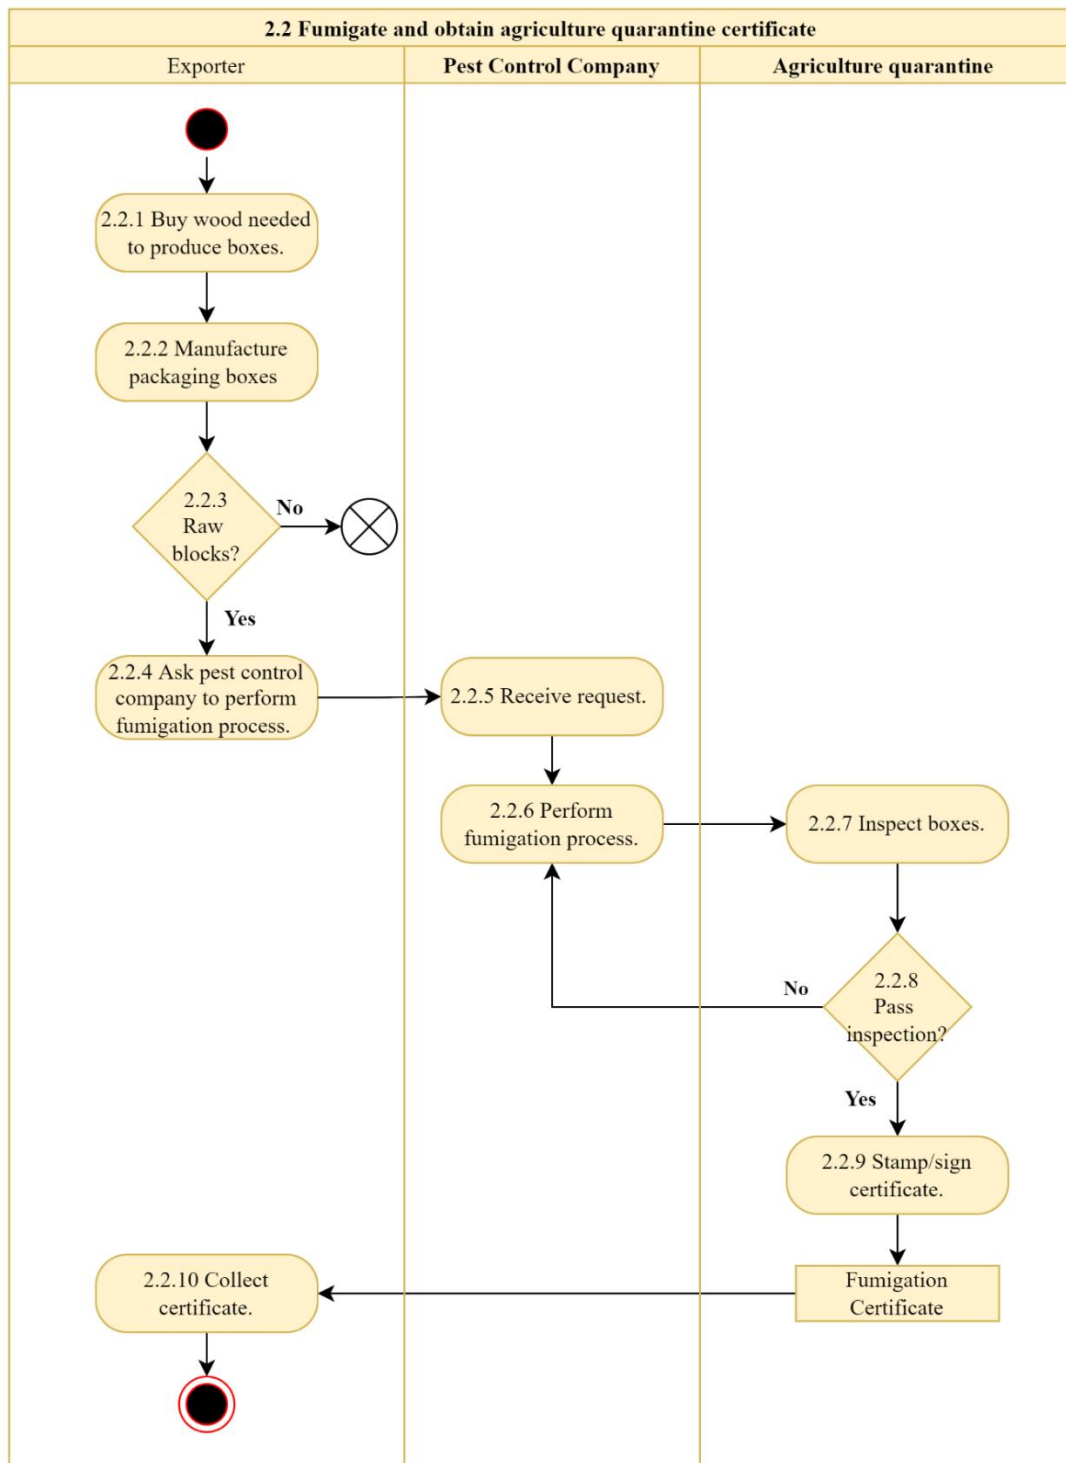 2.2 Fumigate and obtain agriculture quarantine certificate
Exporter
Pest Control Company
Agriculture quarantine
2.2.1 Buy wood needed
to produce boxes.
2.2.2 Manufacture
packaging boxes
2.2.3
Raw
blocks?
No
Yes
2.2.4 Ask pest control
company to perform
fumigation process.
2.2.5 Receive request.
2.2.6 Perform
fumigation process.
2.2.7 Inspect boxes.
2.2.8
Pass
inspection?
No
Yes
2.2.9 Stamp/sign
certificate.
Fumigation
Certificate
2.2.10 Collect
certificate.